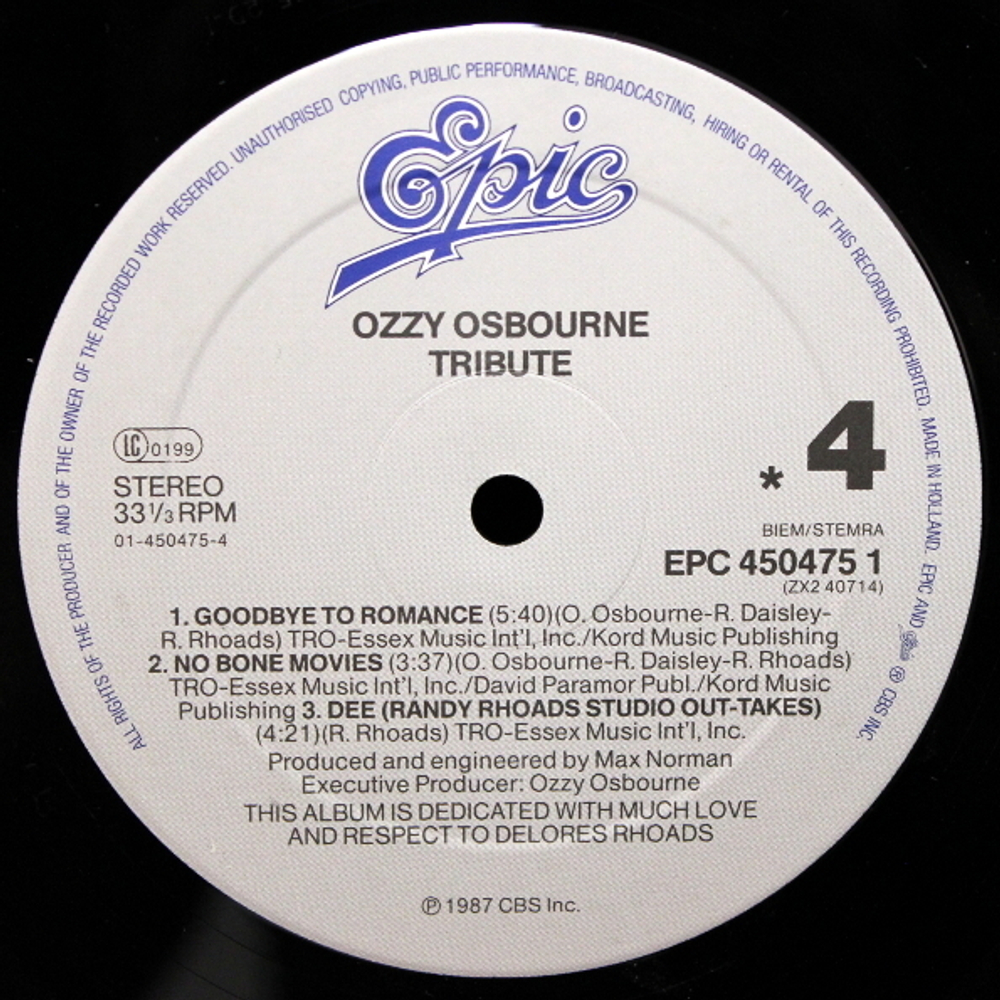 ALL RIGHTS OF THE PRODUCER AND OF THE OWNER OF THE RECORDED WORK RESERVED. UNAUTHORISED COPYING, PUBLIC PERFORMANCE, BROADCASTING, HIRING OR RENTAL OF THIS RECORDING PROHIBITED. MADE IN HOLLAND. EPIC AND Epic ® CBS INC.
Epic
OZZY OSBOURNE
TRIBUTE
LC 0199
STEREO
33 1/3 RPM
01-450475-4
* 4
BIEM/STEMRA
EPC 450475 1
(ZX2 40714)
1. GOODBYE TO ROMANCE (5:40)(O. Osbourne-R. Daisley-
R. Rhoads) TRO-Essex Music Int'l, Inc./Kord Music Publishing
2. NO BONE MOVIES (3:37)(O. Osbourne-R. Daisley-R. Rhoads)
TRO-Essex Music Int'l, Inc./David Paramor Publ./Kord Music
Publishing 3. DEE (RANDY RHOADS STUDIO OUT-TAKES)
(4:21)(R. Rhoads) TRO-Essex Music Int'l, Inc.
Produced and engineered by Max Norman
Executive Producer: Ozzy Osbourne
THIS ALBUM IS DEDICATED WITH MUCH LOVE
AND RESPECT TO DELORES RHOADS
℗ 1987 CBS Inc.